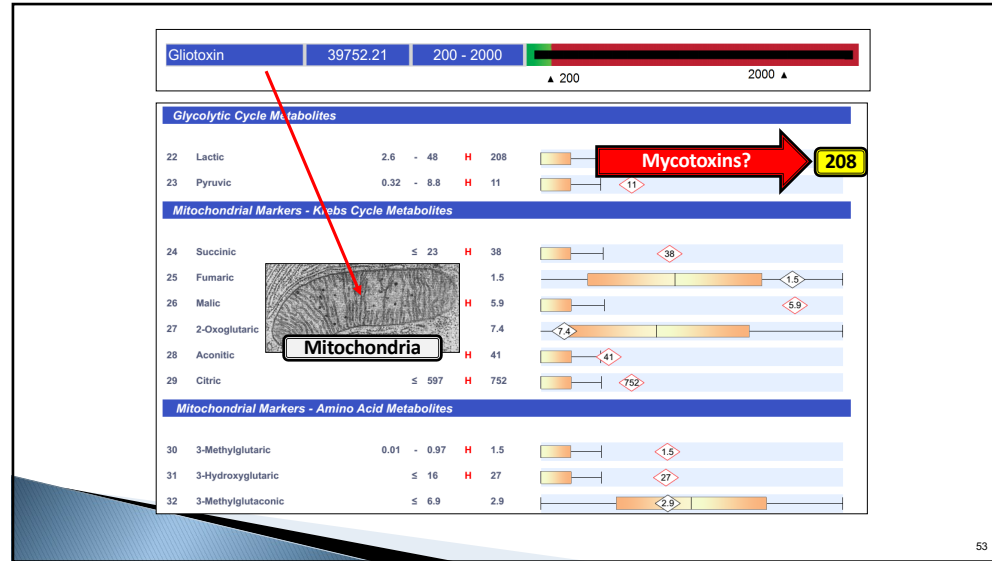 Gliotoxin 39752.21 200 - 2000
▲ 200 2000 ▲
Glycolytic Cycle Metabolites
22 Lactic 2.6 - 48 H 208 Mycotoxins? 208
23 Pyruvic 0.32 - 8.8 H 11 11
Mitochondrial Markers - Krebs Cycle Metabolites
24 Succinic ≤ 23 H 38 38
25 Fumaric 1.5 1.5
26 Malic H 5.9 5.9
27 2-Oxoglutaric 7.4 7.4
Mitochondria
28 Aconitic H 41 41
29 Citric ≤ 597 H 752 752
Mitochondrial Markers - Amino Acid Metabolites
30 3-Methylglutaric 0.01 - 0.97 H 1.5 1.5
31 3-Hydroxyglutaric ≤ 16 H 27 27
32 3-Methylglutaconic ≤ 6.9 2.9 2.9
53